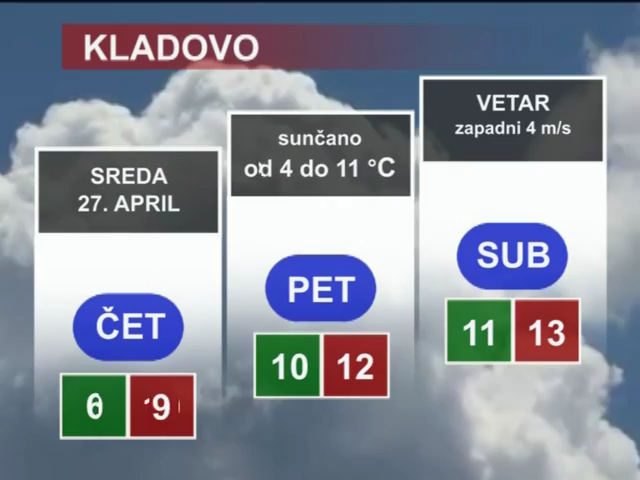 KLADOVO
SREDA
27. APRIL
sunčano
od 4 do 11 °C
VETAR
zapadni 4 m/s
ČET
PET
10 12
SUB
11 13